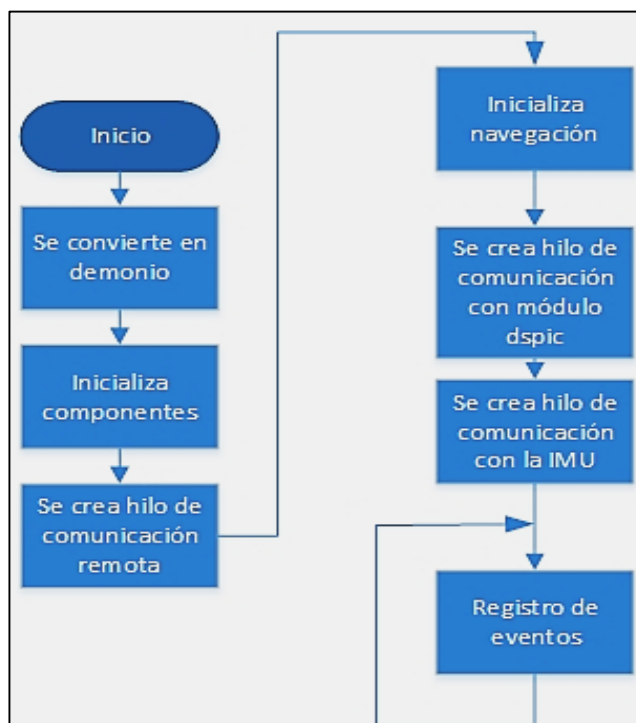 Inicio
Se convierte en
demonio
Inicializa
componentes
Se crea hilo de
comunicación
remota
Inicializa
navegación
Se crea hilo de
comunicación
con módulo
dspic
Se crea hilo de
comunicación
con la IMU
Registro de
eventos